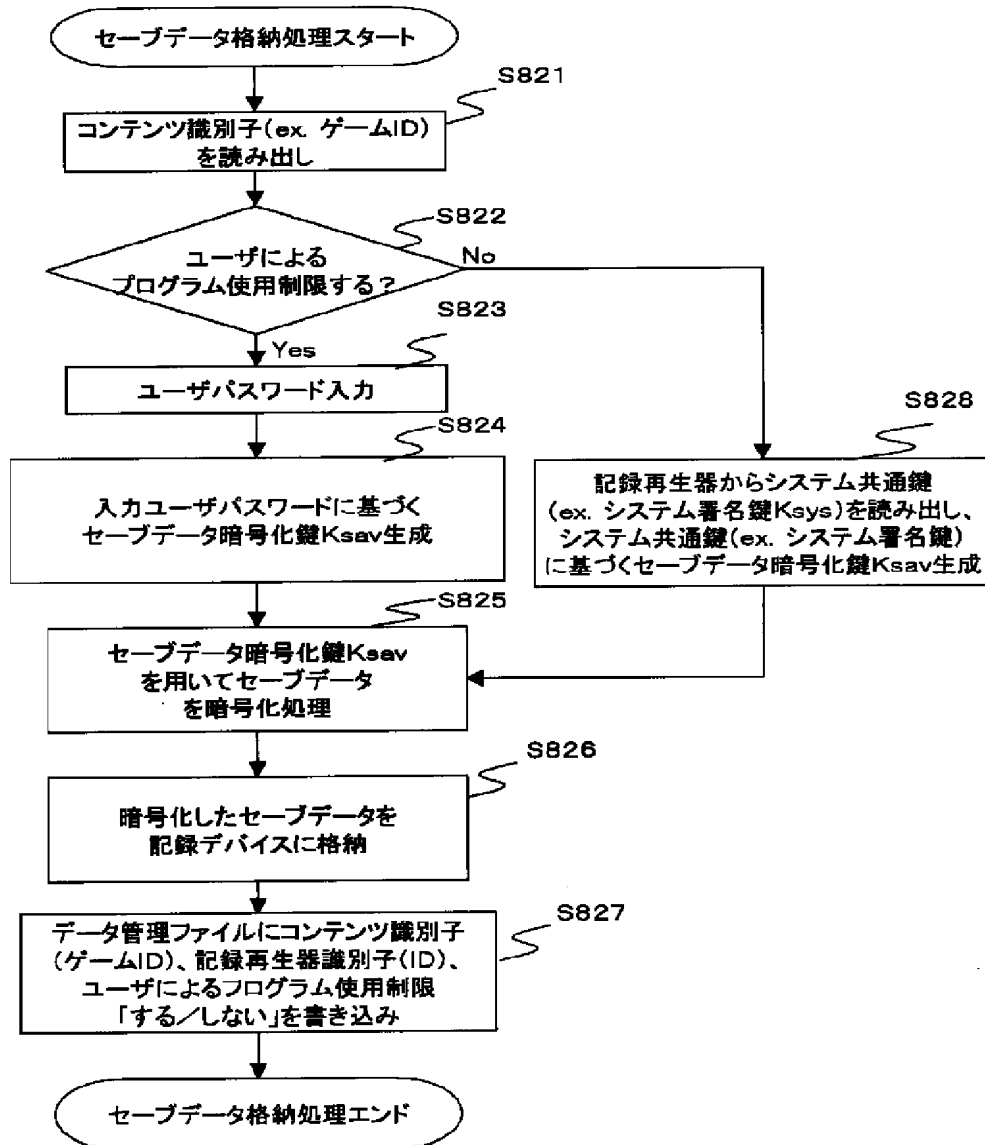 セーブデータ格納処理スタート
S821
コンテンツ識別子(ex. ゲームID)
を読み出し
S822
ユーザによる
プログラム使用制限する?
No
Yes
S823
ユーザパスワード入力
S824
入力ユーザパスワードに基づく
セーブデータ暗号化鍵Ksav生成
S828
記録再生器からシステム共通鍵
(ex. システム署名鍵Ksys)を読み出し、
システム共通鍵(ex. システム署名鍵)
に基づくセーブデータ暗号化鍵Ksav生成
S825
セーブデータ暗号化鍵Ksav
を用いてセーブデータ
を暗号化処理
S826
暗号化したセーブデータを
記録デバイスに格納
S827
データ管理ファイルにコンテンツ識別子
(ゲームID)、記録再生器識別子(ID)、
ユーザによるプログラム使用制限
「する/しない」を書き込み
セーブデータ格納処理エンド